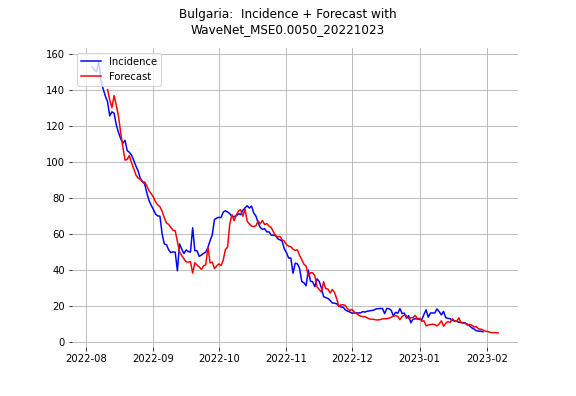 Bulgaria:  Incidence + Forecast with
WaveNet_MSE0.0050_20221023
Incidence
Forecast
160
140
120
100
80
60
40
20
0
2022-08 2022-09 2022-10 2022-11 2022-12 2023-01 2023-02